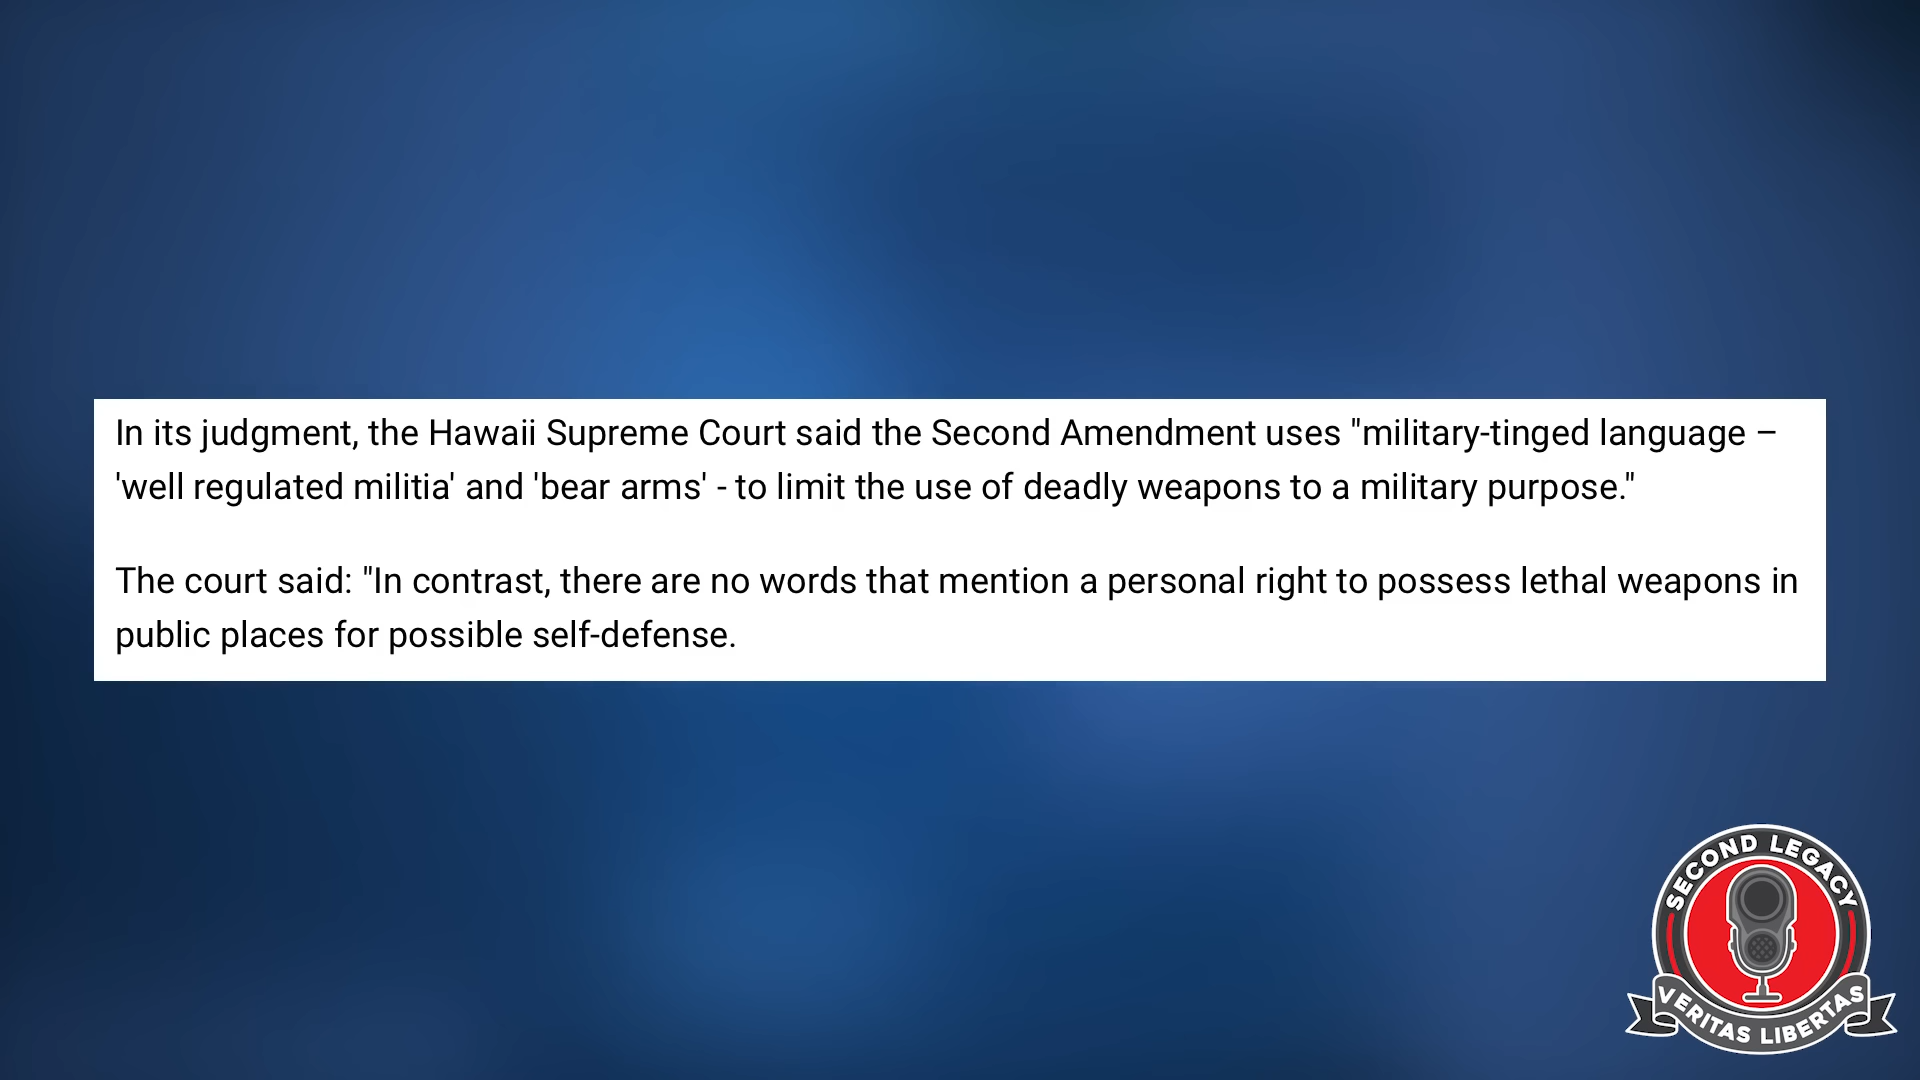 In its judgment, the Hawaii Supreme Court said the Second Amendment uses "military-tinged language –
'well regulated militia' and 'bear arms' - to limit the use of deadly weapons to a military purpose."
The court said: "In contrast, there are no words that mention a personal right to possess lethal weapons in
public places for possible self-defense.
SECOND LEGACY
VERITAS LIBERTAS